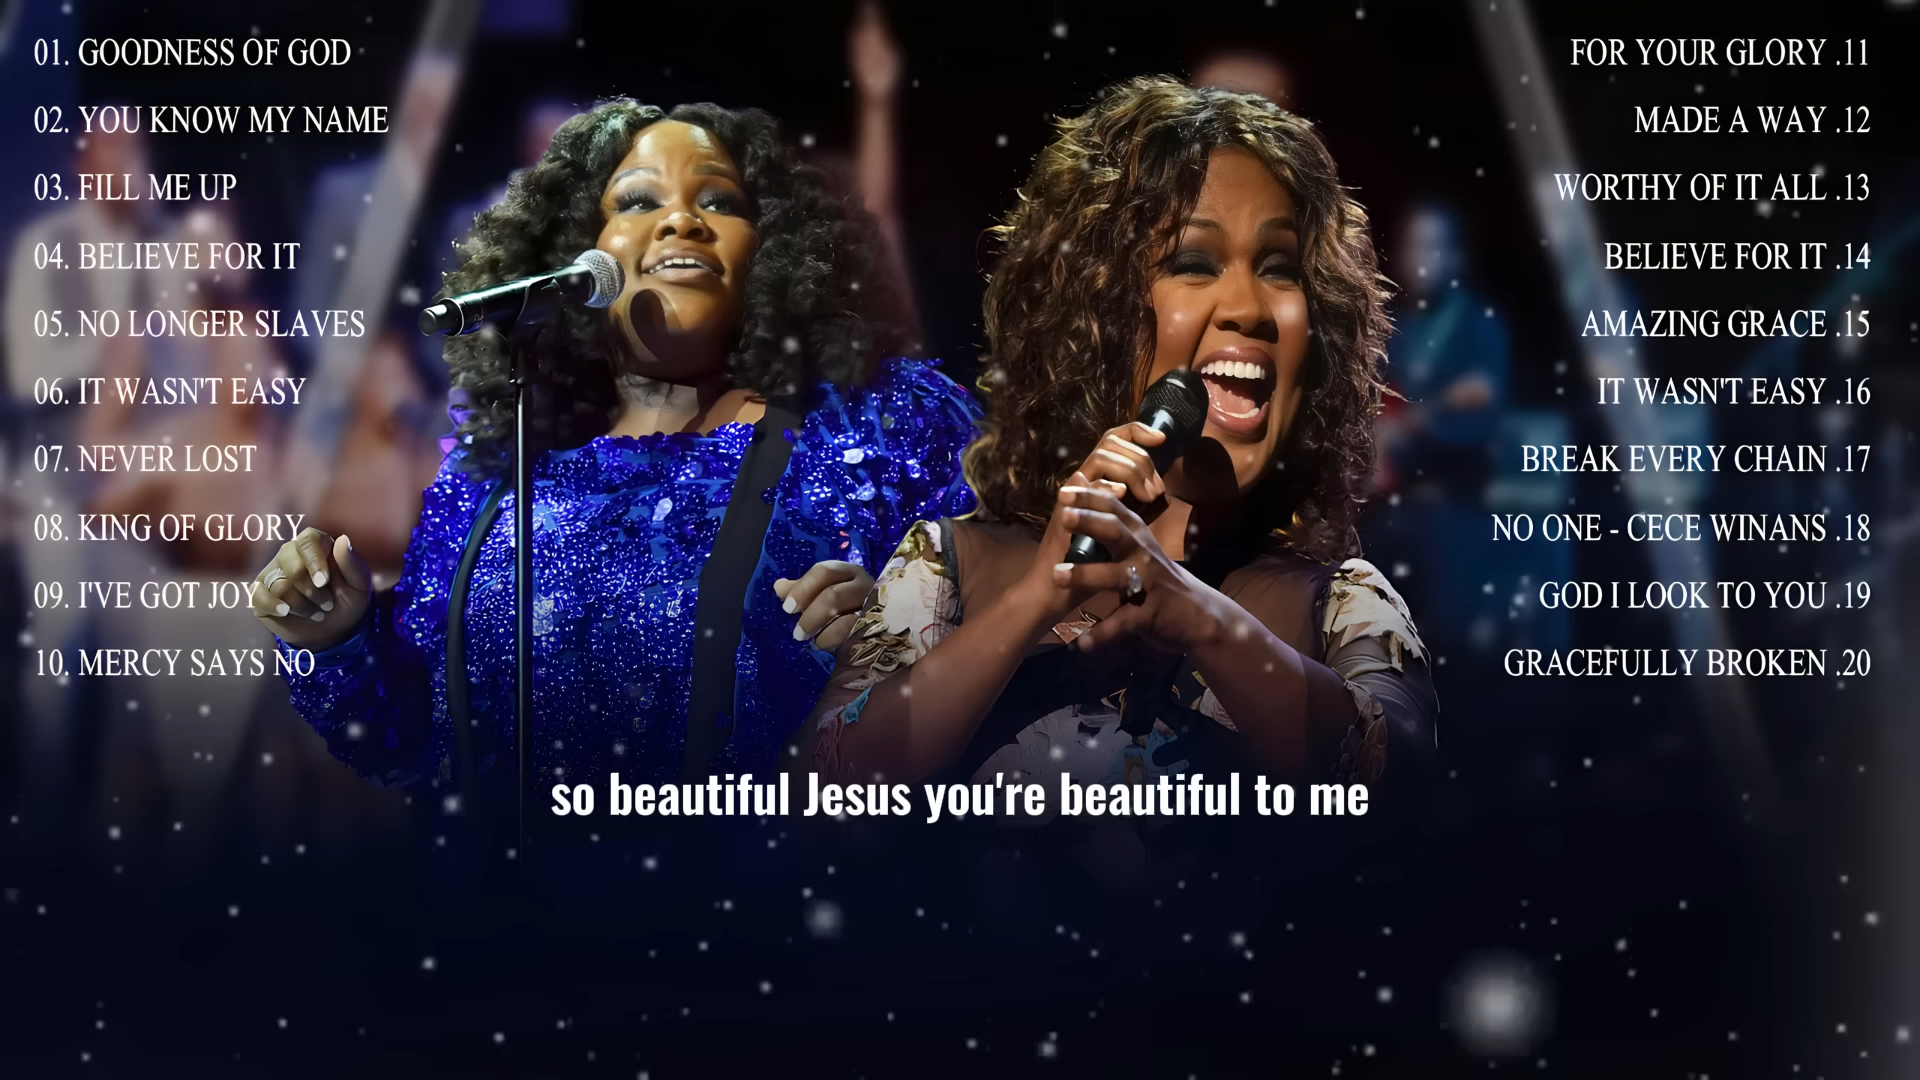 01. GOODNESS OF GOD
02. YOU KNOW MY NAME
03. FILL ME UP
04. BELIEVE FOR IT
05. NO LONGER SLAVES
06. IT WASN'T EASY
07. NEVER LOST
08. KING OF GLORY
09. I'VE GOT JOY
10. MERCY SAYS NO
FOR YOUR GLORY .11
MADE A WAY .12
WORTHY OF IT ALL .13
BELIEVE FOR IT .14
AMAZING GRACE .15
IT WASN'T EASY .16
BREAK EVERY CHAIN .17
NO ONE - CECE WINANS .18
GOD I LOOK TO YOU .19
GRACEFULLY BROKEN .20
so beautiful Jesus you're beautiful to me